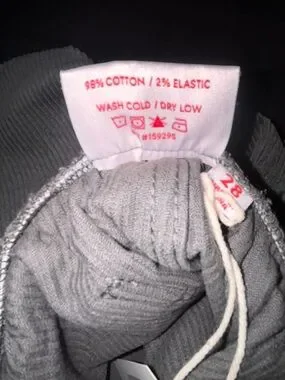 98% COTTON / 2% ELASTIC
WASH COLD / DRY LOW
#159295
28